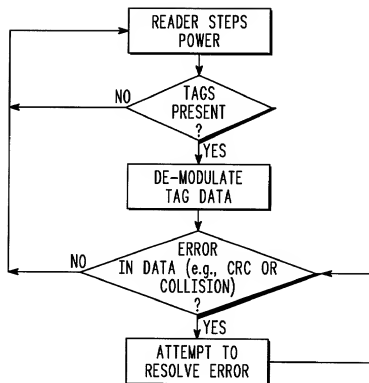 READER STEPS
POWER
NO
TAGS
PRESENT
?
YES
DE-MODULATE
TAG DATA
NO
ERROR
IN DATA (e.g., CRC OR
COLLISION)
?
YES
ATTEMPT TO
RESOLVE ERROR